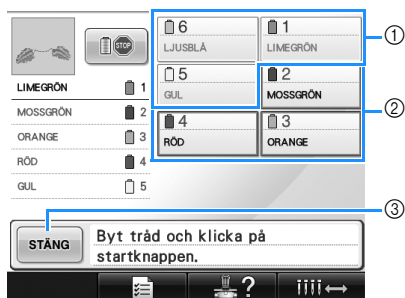 STOP
LIMEGRÖN 1
MOSSGRÖN 2
ORANGE 3
RÖD 4
GUL 5
6
LJUSBLÅ
1
LIMEGRÖN
5
GUL
2
MOSSGRÖN
4
RÖD
3
ORANGE
①
②
③
STÄNG
Byt tråd och klicka på
startknappen.
?